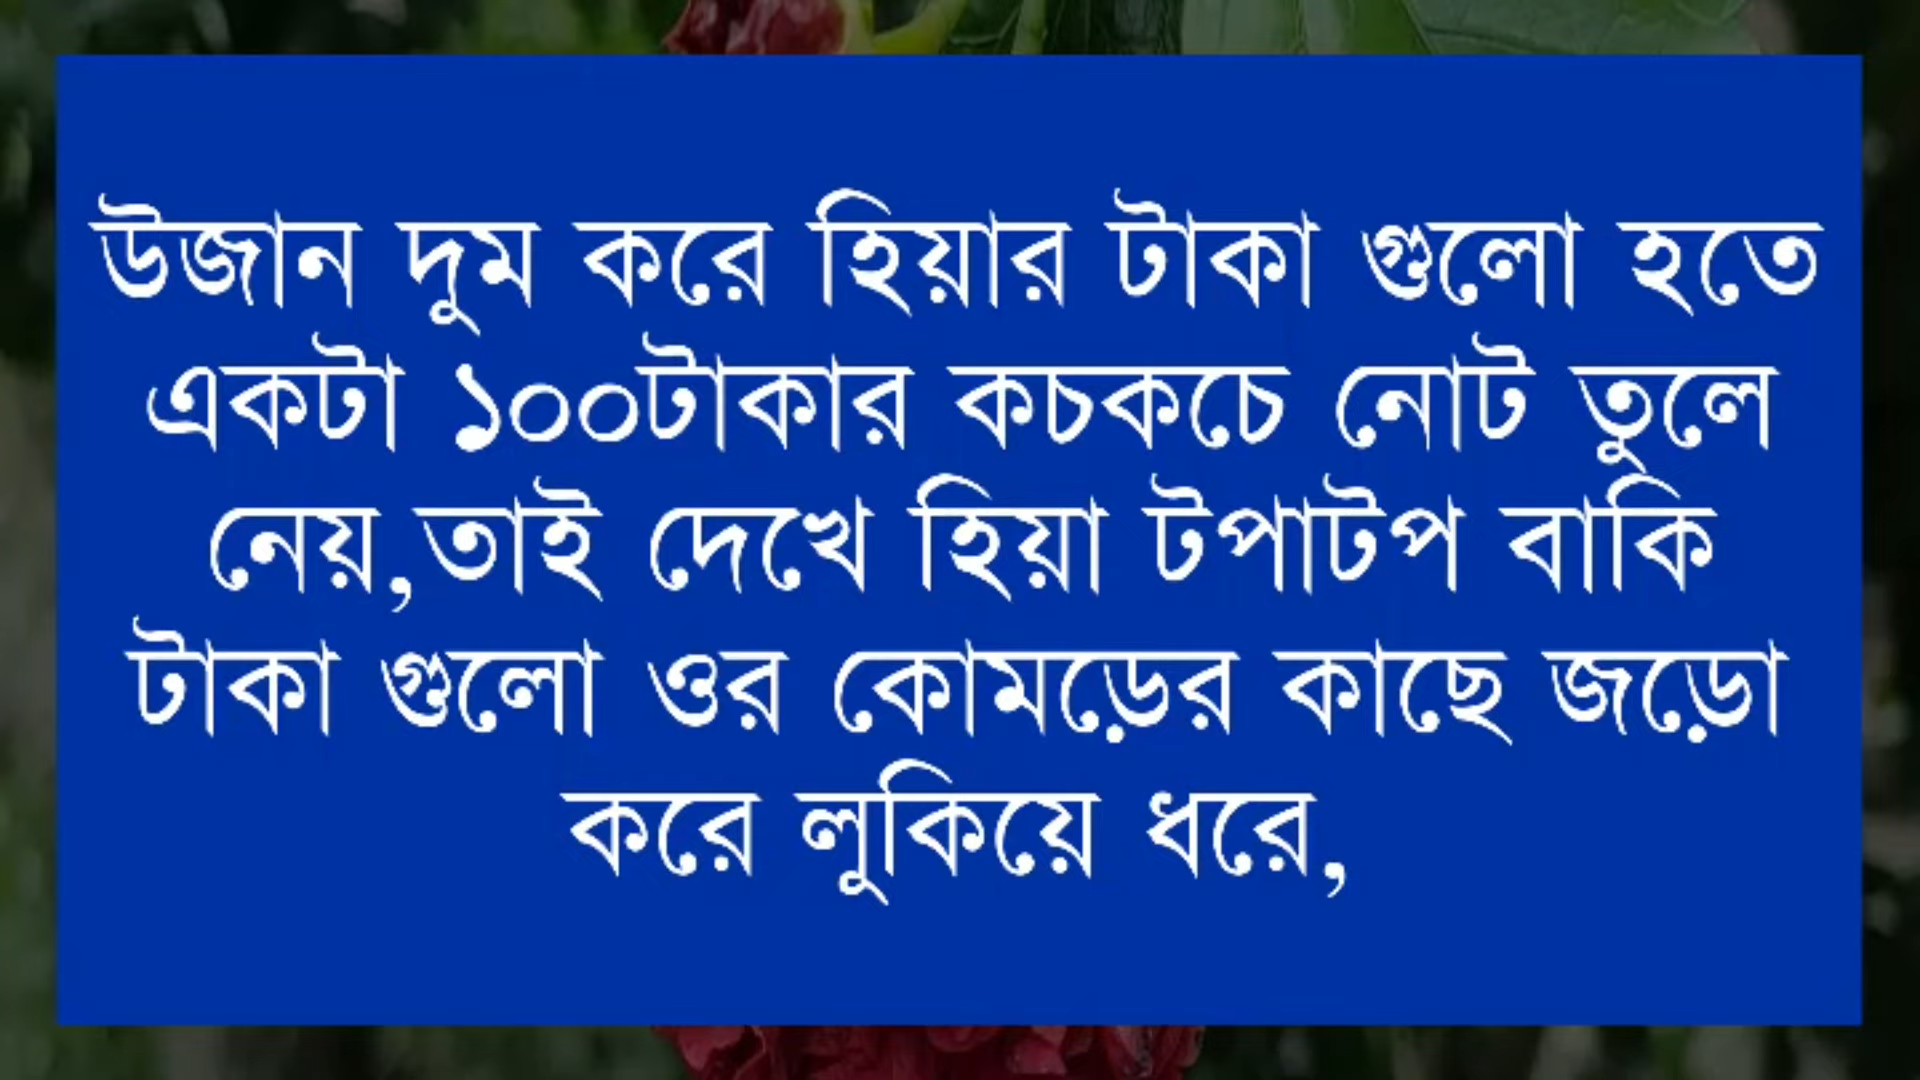 উজান দুম করে হিয়ার টাকা গুলো হতে
একটা ১০০টাকার কচকচে নোট তুলে
নেয়,তাই দেখে হিয়া টপাটপ বাকি
টাকা গুলো ওর কোমড়ের কাছে জড়ো
করে লুকিয়ে ধরে,